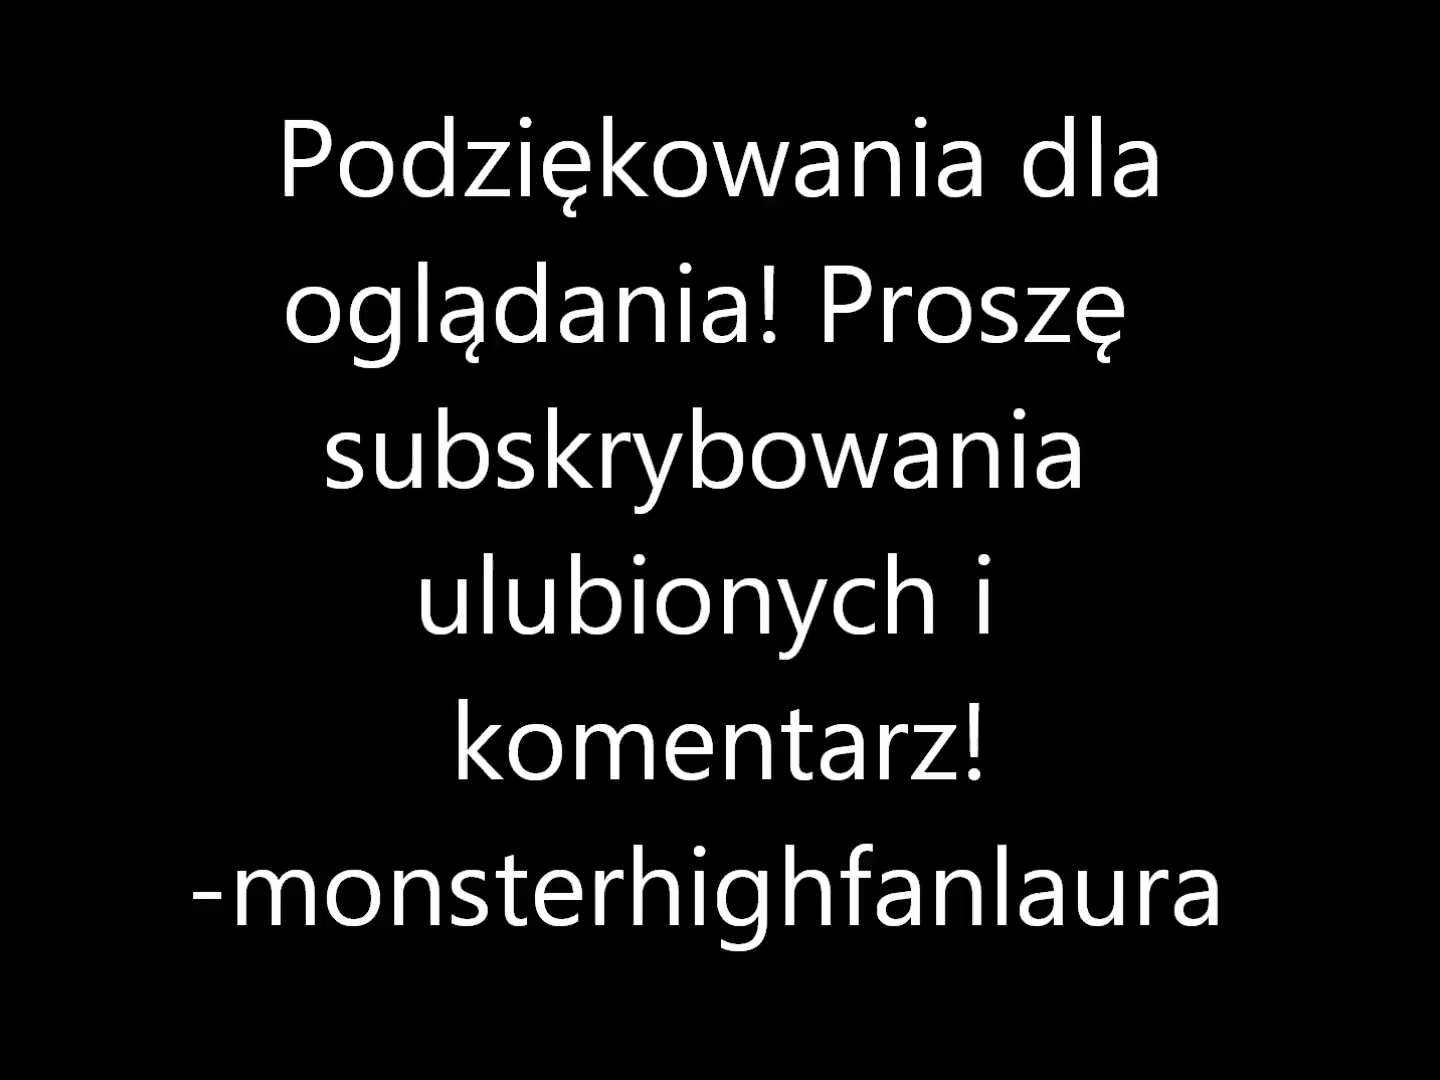 Podziękowania dla
oglądania! Proszę
subskrybowania
ulubionych i
komentarz!
-monsterhighfanlaura